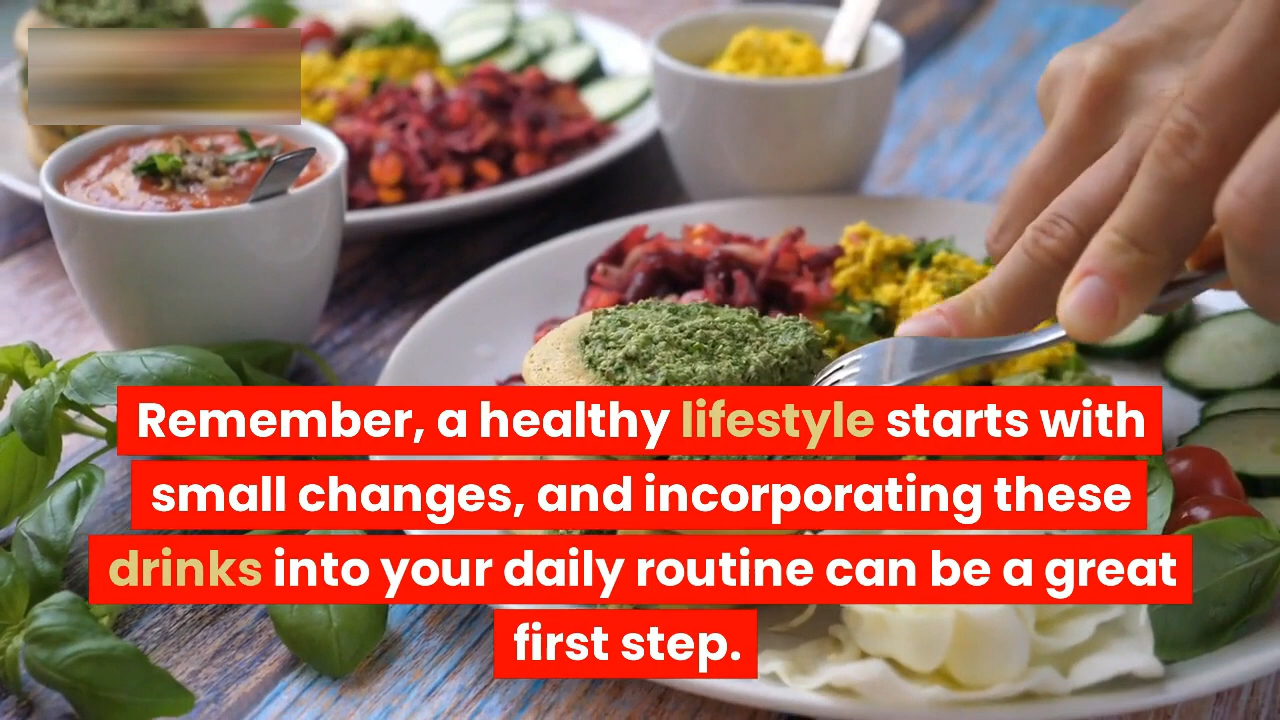 Remember, a healthy lifestyle starts with
small changes, and incorporating these
drinks into your daily routine can be a great
first step.